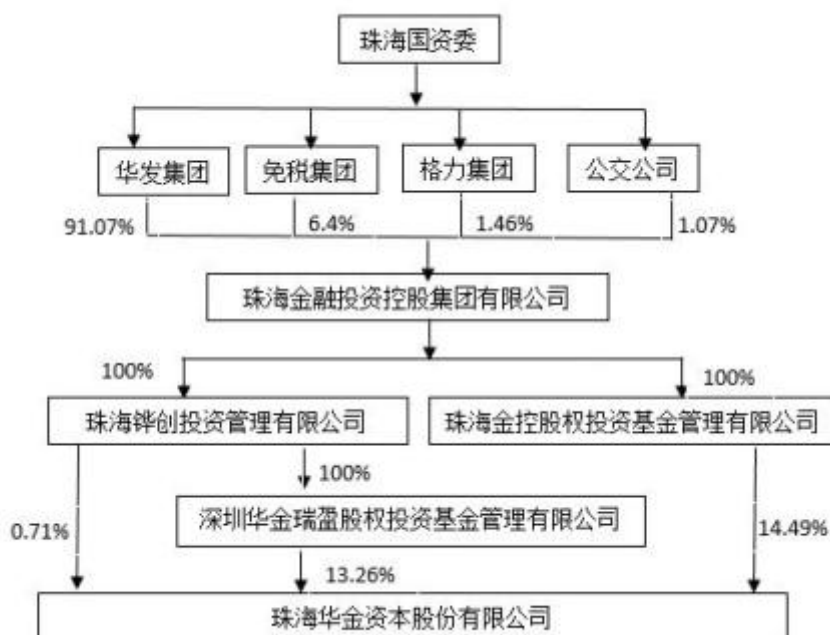 珠海国资委
华发集团 免税集团 格力集团 公交公司
91.07% 6.4% 1.46% 1.07%
珠海金融投资控股集团有限公司
100% 100%
珠海铧创投资管理有限公司 珠海金控股权投资基金管理有限公司
100%
深圳华金瑞盈股权投资基金管理有限公司
0.71% 14.49%
13.26%
珠海华金资本股份有限公司